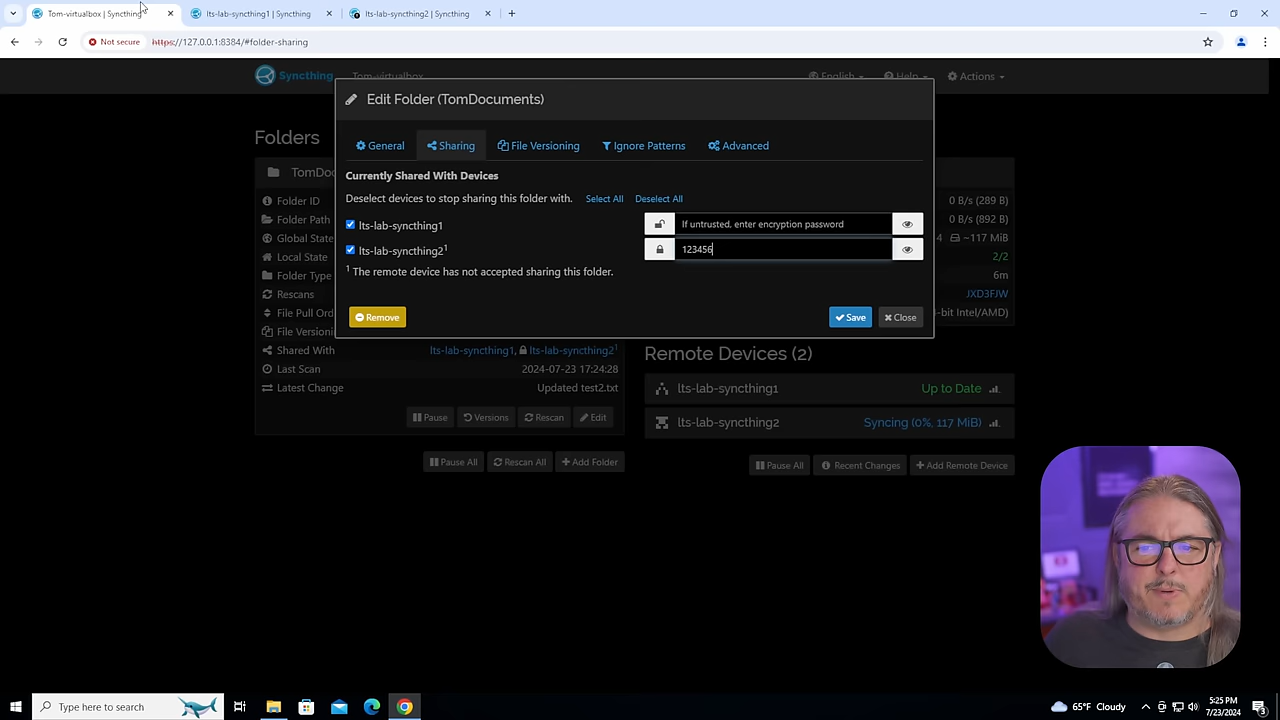 Tom-virtualbox | Syncthing
lts-lab-syncthing1 | Syncthing
lts-lab-syncthing2 | Syncthing
Not secure
https://127.0.0.1:8384/#folder-sharing
Syncthing
Tom-virtualbox
English
Help
Actions
Edit Folder (TomDocuments)
General
Sharing
File Versioning
Ignore Patterns
Advanced
Currently Shared With Devices
Deselect devices to stop sharing this folder with.
Select All
Deselect All
lts-lab-syncthing1
If untrusted, enter encryption password
lts-lab-syncthing2¹
123456
¹ The remote device has not accepted sharing this folder.
Remove
Save
Close
Folders
TomDoc
Folder ID
Folder Path
Global State
Local State
Folder Type
Rescans
File Pull Ord
File Versioni
Shared With
lts-lab-syncthing1, lts-lab-syncthing2¹
Last Scan
2024-07-23 17:24:28
Latest Change
Updated test2.txt
Pause
Versions
Rescan
Edit
Pause All
Rescan All
Add Folder
0 B/s (289 B)
0 B/s (892 B)
4 ~117 MiB
2/2
6m
JXD3FJW
-bit Intel/AMD)
Remote Devices (2)
lts-lab-syncthing1
Up to Date
lts-lab-syncthing2
Syncing (0%, 117 MiB)
Pause All
Recent Changes
Add Remote Device
Type here to search
65°F Cloudy
5:25 PM
7/23/2024
3